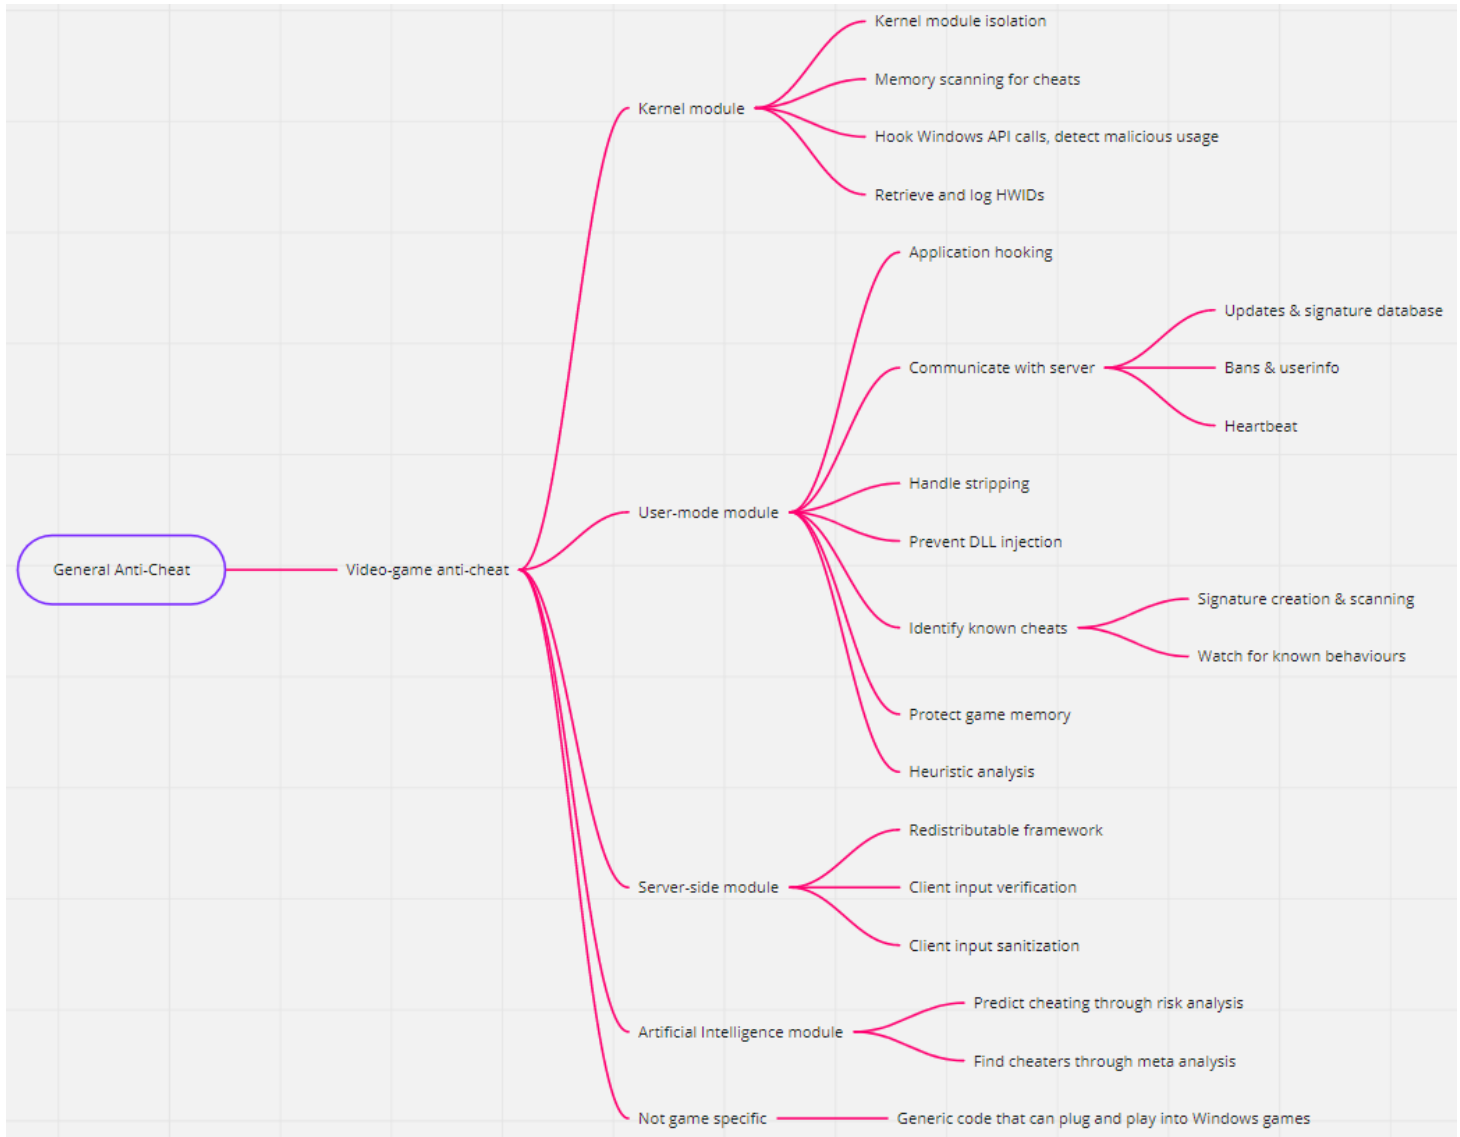 General Anti-Cheat
Video-game anti-cheat
Kernel module
Kernel module isolation
Memory scanning for cheats
Hook Windows API calls, detect malicious usage
Retrieve and log HWIDs
User-mode module
Application hooking
Communicate with server
Updates & signature database
Bans & userinfo
Heartbeat
Handle stripping
Prevent DLL injection
Identify known cheats
Signature creation & scanning
Watch for known behaviours
Protect game memory
Heuristic analysis
Server-side module
Redistributable framework
Client input verification
Client input sanitization
Artificial Intelligence module
Predict cheating through risk analysis
Find cheaters through meta analysis
Not game specific
Generic code that can plug and play into Windows games